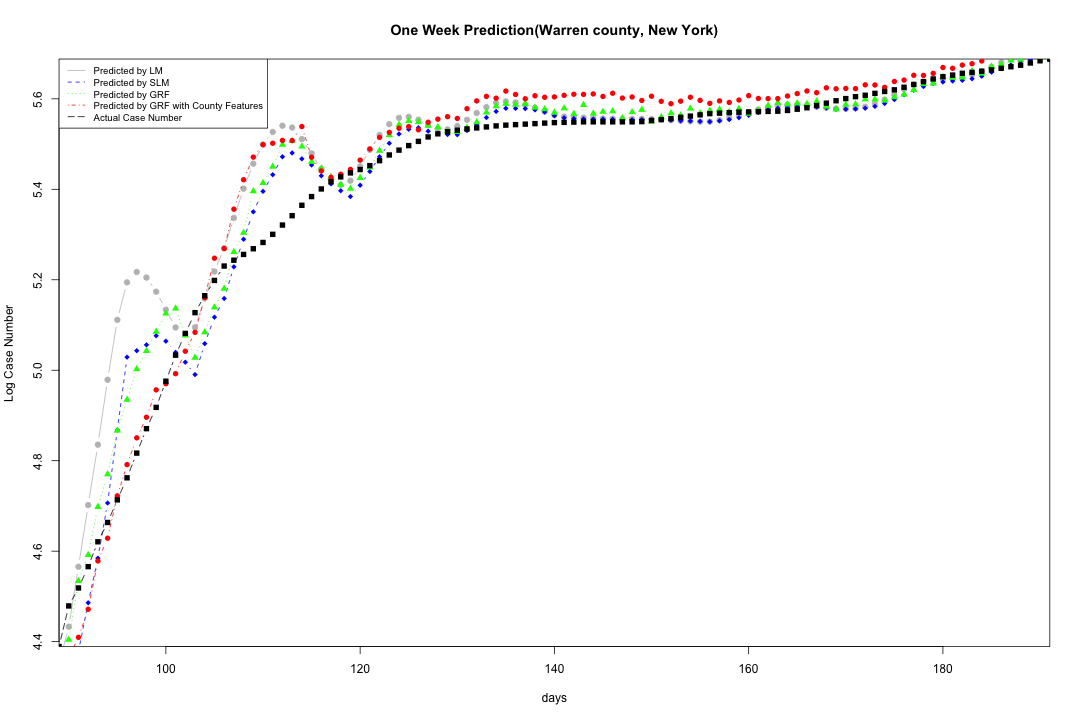 One Week Prediction(Warren county, New York)
Predicted by LM
Predicted by SLM
Predicted by GRF
Predicted by GRF with County Features
Actual Case Number
5.6
5.4
5.2
5.0
4.8
4.6
4.4
Log Case Number
100 120 140 160 180
days